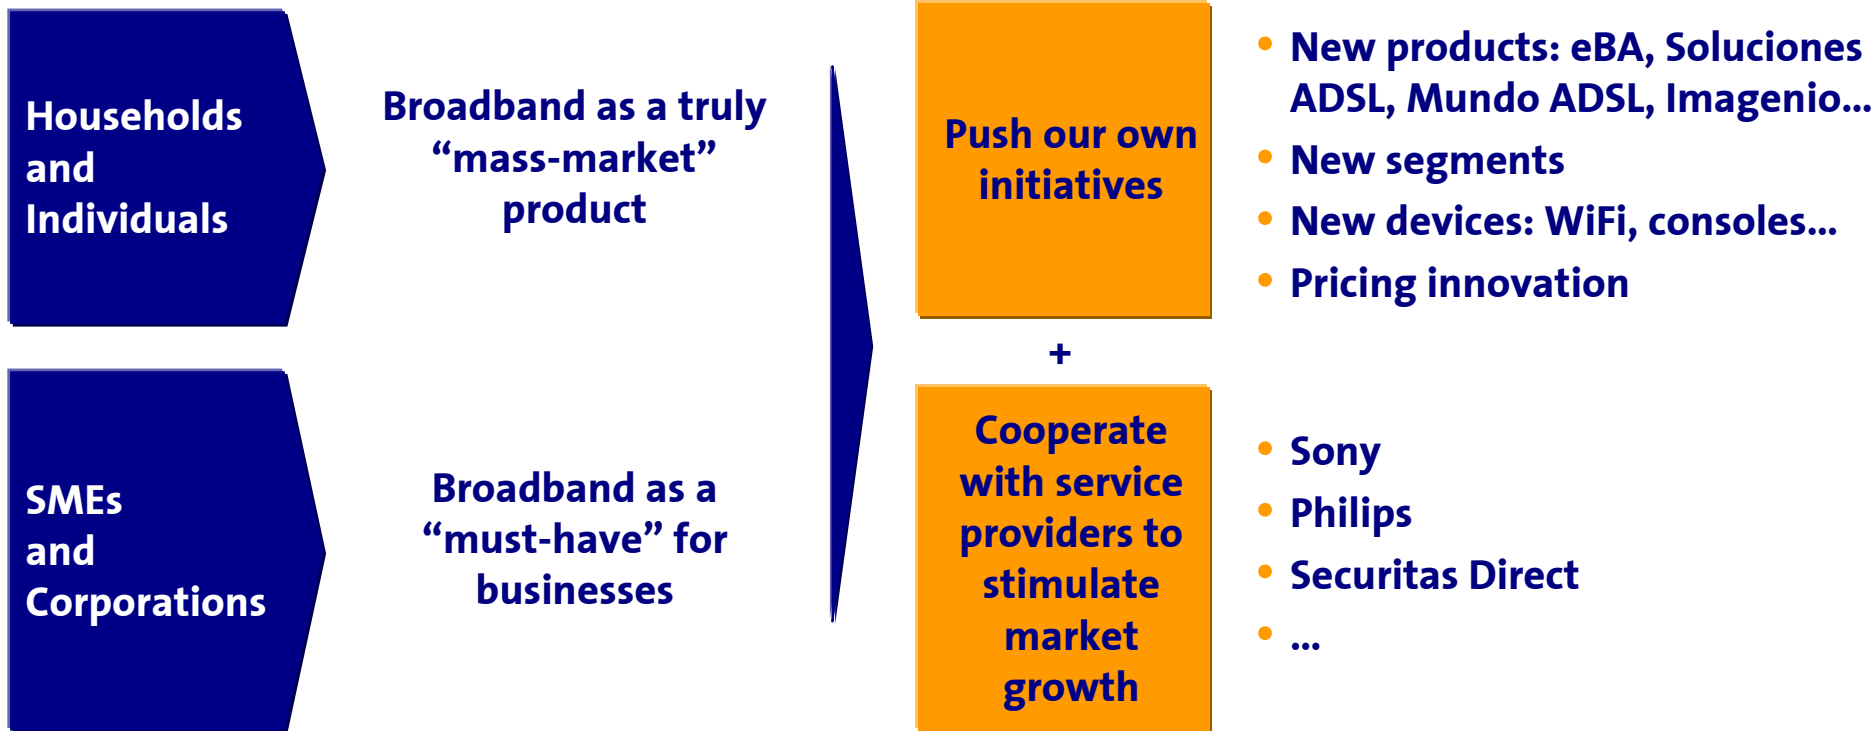 Households
and
Individuals
Broadband as a truly
“mass-market”
product
Push our own
initiatives
• New products: eBA, Soluciones
ADSL, Mundo ADSL, Imagenio...
• New segments
• New devices: WiFi, consoles...
• Pricing innovation
+
SMEs
and
Corporations
Broadband as a
“must-have” for
businesses
Cooperate
with service
providers to
stimulate
market
growth
• Sony
• Philips
• Securitas Direct
• ...